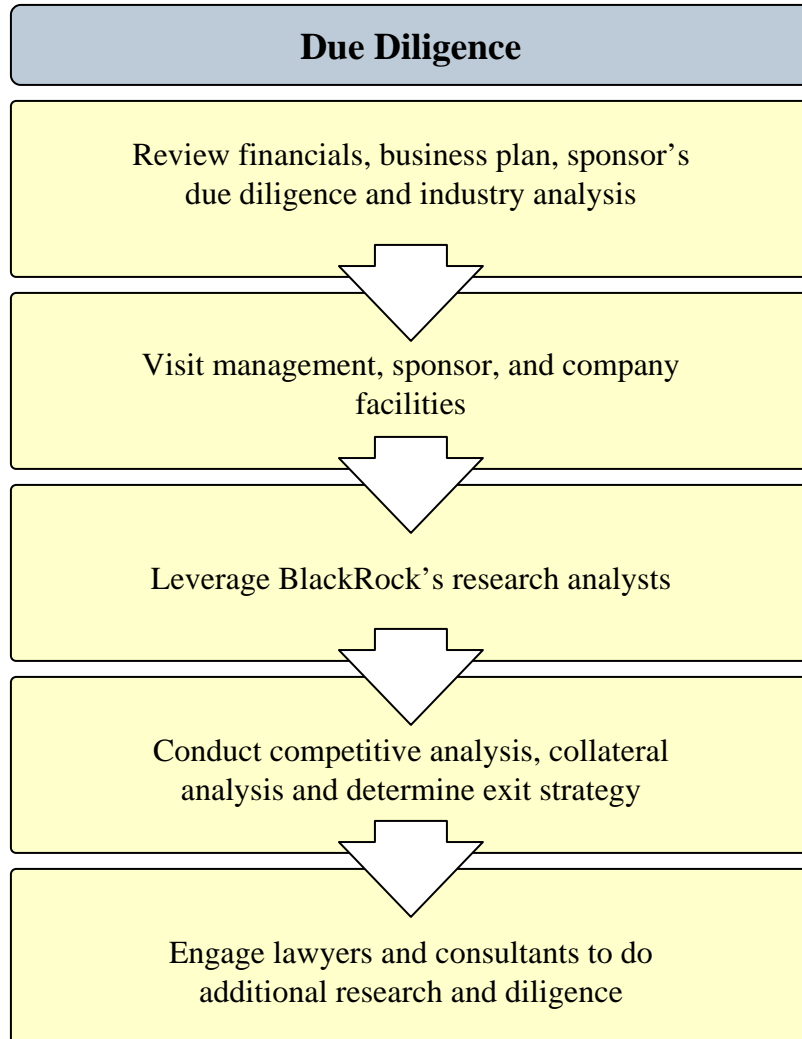 Due Diligence
Review financials, business plan, sponsor’s
due diligence and industry analysis
Visit management, sponsor, and company
facilities
Leverage BlackRock’s research analysts
Conduct competitive analysis, collateral
analysis and determine exit strategy
Engage lawyers and consultants to do
additional research and diligence